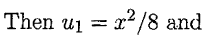 Then u₁ = x²/8 and